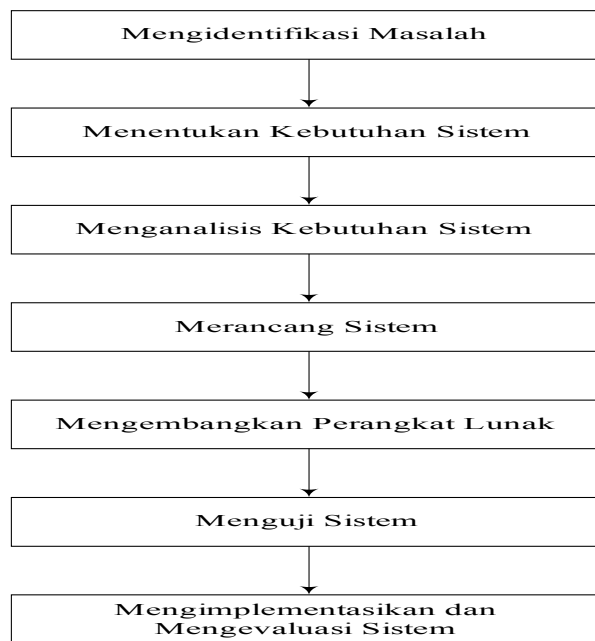 Mengidentifikasi Masalah
Menentukan Kebutuhan Sistem
Menganalisis Kebutuhan Sistem
Merancang Sistem
Mengembangkan Perangkat Lunak
Menguji Sistem
Mengimplementasikan dan
Mengevaluasi Sistem